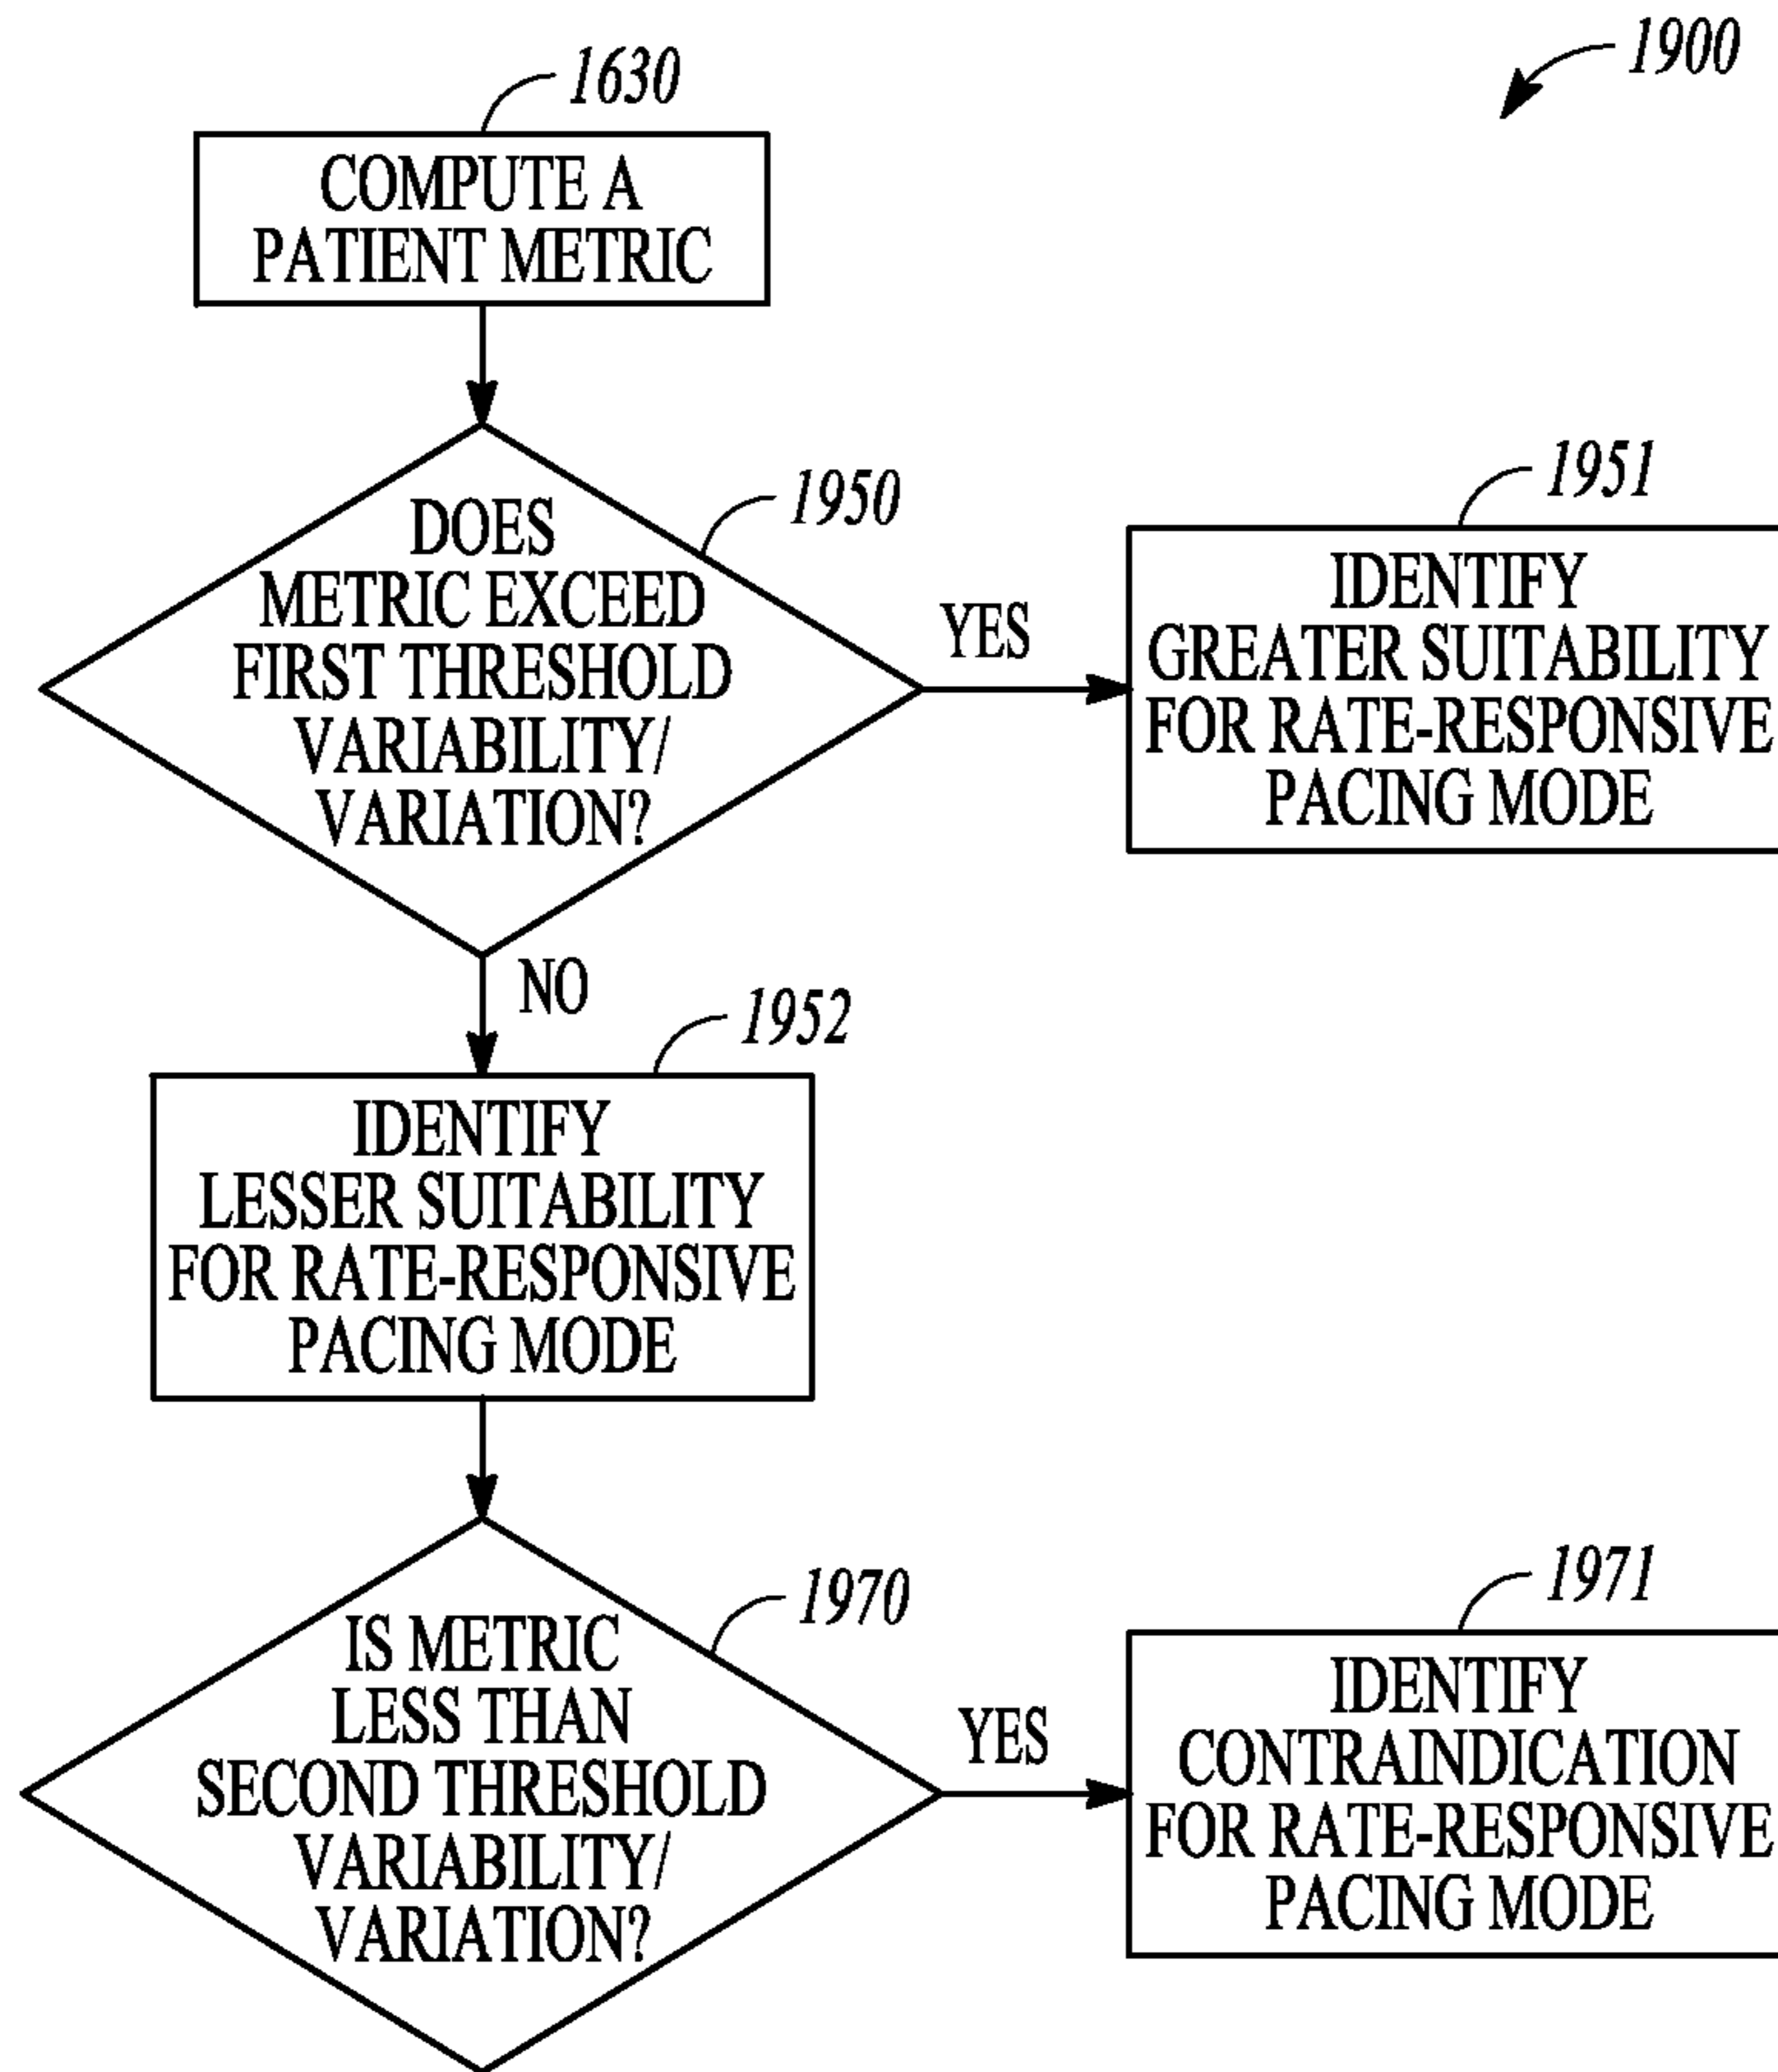 1900
1630
COMPUTE A
PATIENT METRIC
1950
DOES
METRIC EXCEED
FIRST THRESHOLD
VARIABILITY/
VARIATION?
YES
1951
IDENTIFY
GREATER SUITABILITY
FOR RATE-RESPONSIVE
PACING MODE
NO
1952
IDENTIFY
LESSER SUITABILITY
FOR RATE-RESPONSIVE
PACING MODE
1970
IS METRIC
LESS THAN
SECOND THRESHOLD
VARIABILITY/
VARIATION?
YES
1971
IDENTIFY
CONTRAINDICATION
FOR RATE-RESPONSIVE
PACING MODE